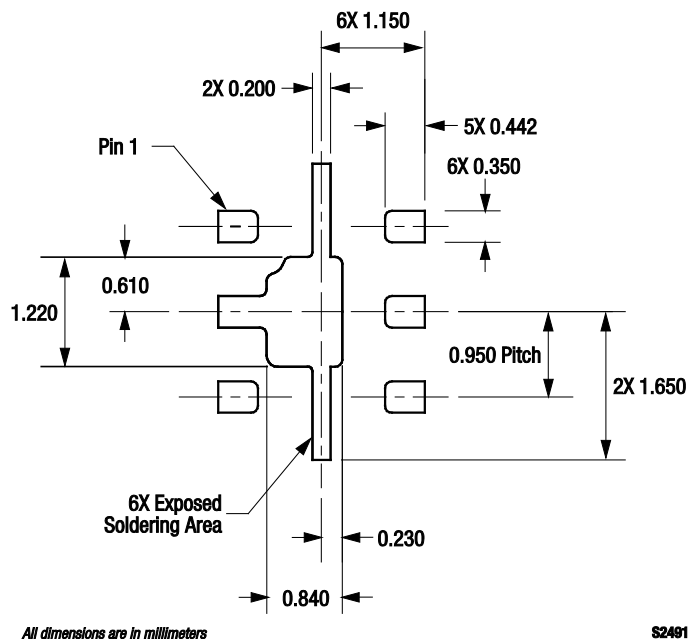 6X 1.150
2X 0.200
5X 0.442
Pin 1
6X 0.350
0.610
1.220
0.950 Pitch
2X 1.650
6X Exposed
Soldering Area
0.230
0.840
All dimensions are in millimeters
S2491